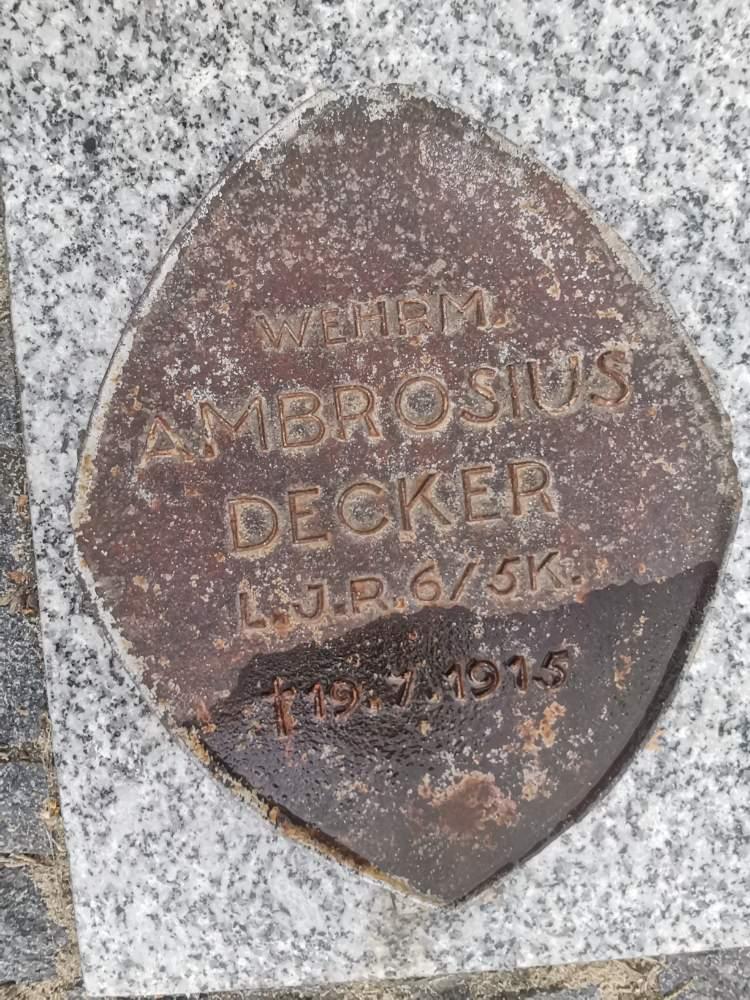 WEHRM.
AMBROSIUS
DECKER
L.J.R.6/5K.
†19.7.1915